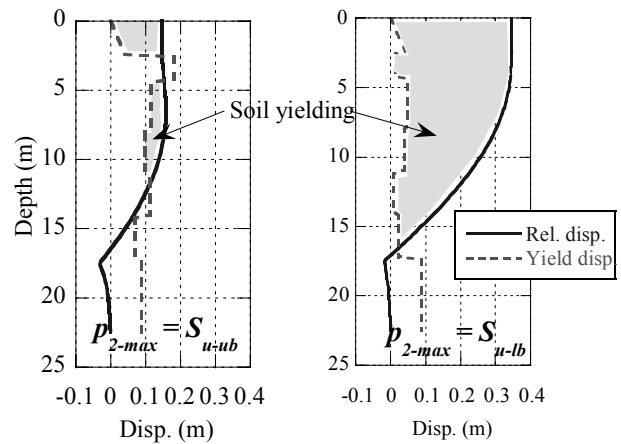 0
5
10
15
20
25
Depth (m)
-0.1 0 0.1 0.2 0.3 0.4
Disp. (m)
p2-max = Su-ub
Soil yielding
0
5
10
15
20
25
-0.1 0 0.1 0.2 0.3 0.4
Disp. (m)
p2-max = Su-lb
Rel. disp.
Yield disp.